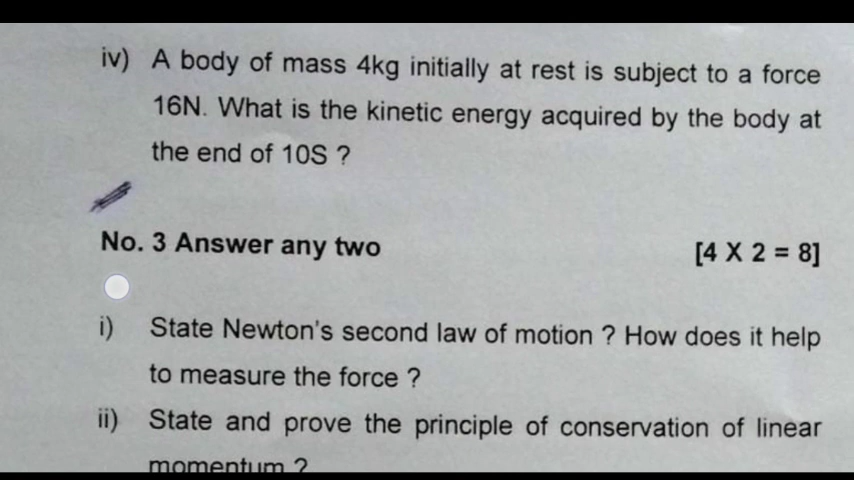 iv) A body of mass 4kg initially at rest is subject to a force
16N. What is the kinetic energy acquired by the body at
the end of 10S ?
No. 3 Answer any two [4 X 2 = 8]
i) State Newton's second law of motion ? How does it help
to measure the force ?
ii) State and prove the principle of conservation of linear
momentum ?